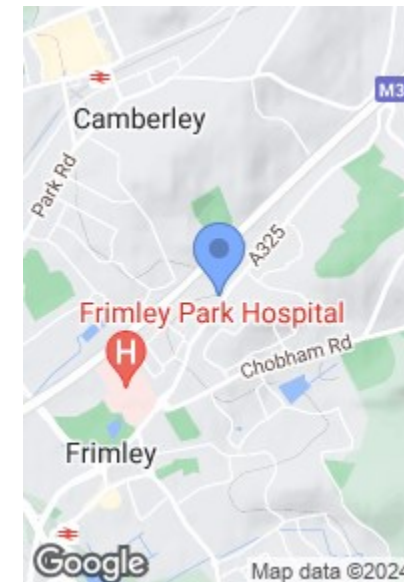 M3
Camberley
Park Rd
A325
Frimley Park Hospital
H
Chobham Rd
Frimley
Google
Map data ©2024